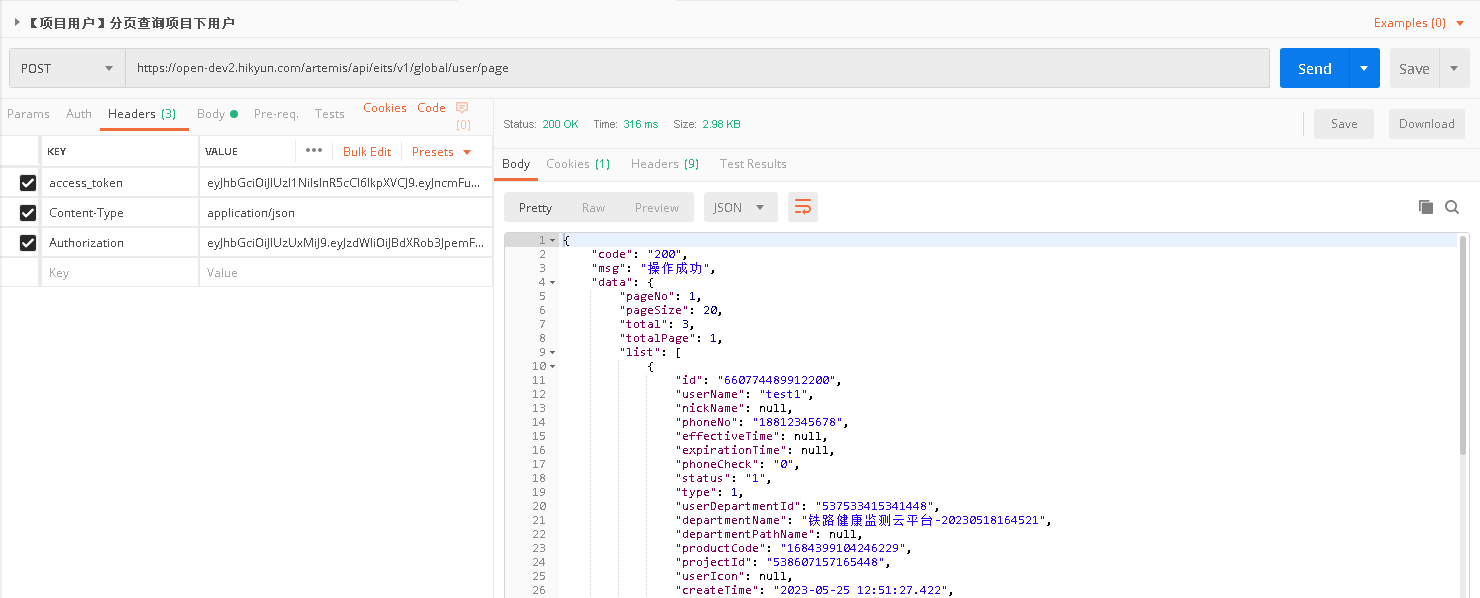 【项目用户】分页查询项目下用户
Examples (0)
POST
https://open-dev2.hikyun.com/artemis/api/eits/v1/global/user/page
Send
Save
Params
Auth
Headers (3)
Body
Pre-req.
Tests
Cookies
Code
(0)
KEY
VALUE
•••
Bulk Edit
Presets
access_token
Content-Type
application/json
Authorization
Key
Value
Status: 200 OK
Time: 316 ms
Size: 2.98 KB
Save
Download
Body
Cookies (1)
Headers (9)
Test Results
Pretty
Raw
Preview
JSON
1 {
2 "code": "200",
3 "msg": "操作成功",
4 "data": {
5 "pageNo": 1,
6 "pageSize": 20,
7 "total": 3,
8 "totalPage": 1,
9 "list": [
10 {
11 "id": "660774489912200",
12 "userName": "test1",
13 "nickName": null,
14 "phoneNo": "18812345678",
15 "effectiveTime": null,
16 "expirationTime": null,
17 "phoneCheck": "0",
18 "status": "1",
19 "type": 1,
20 "userDepartmentId": "537533415341448",
21 "departmentName": "铁路健康监测云平台-20230518164521",
22 "departmentPathName": null,
23 "productCode": "1684399104246229",
24 "projectId": "538607157165448",
25 "userIcon": null,
26 "createTime": "2023-05-25 12:51:27.422",